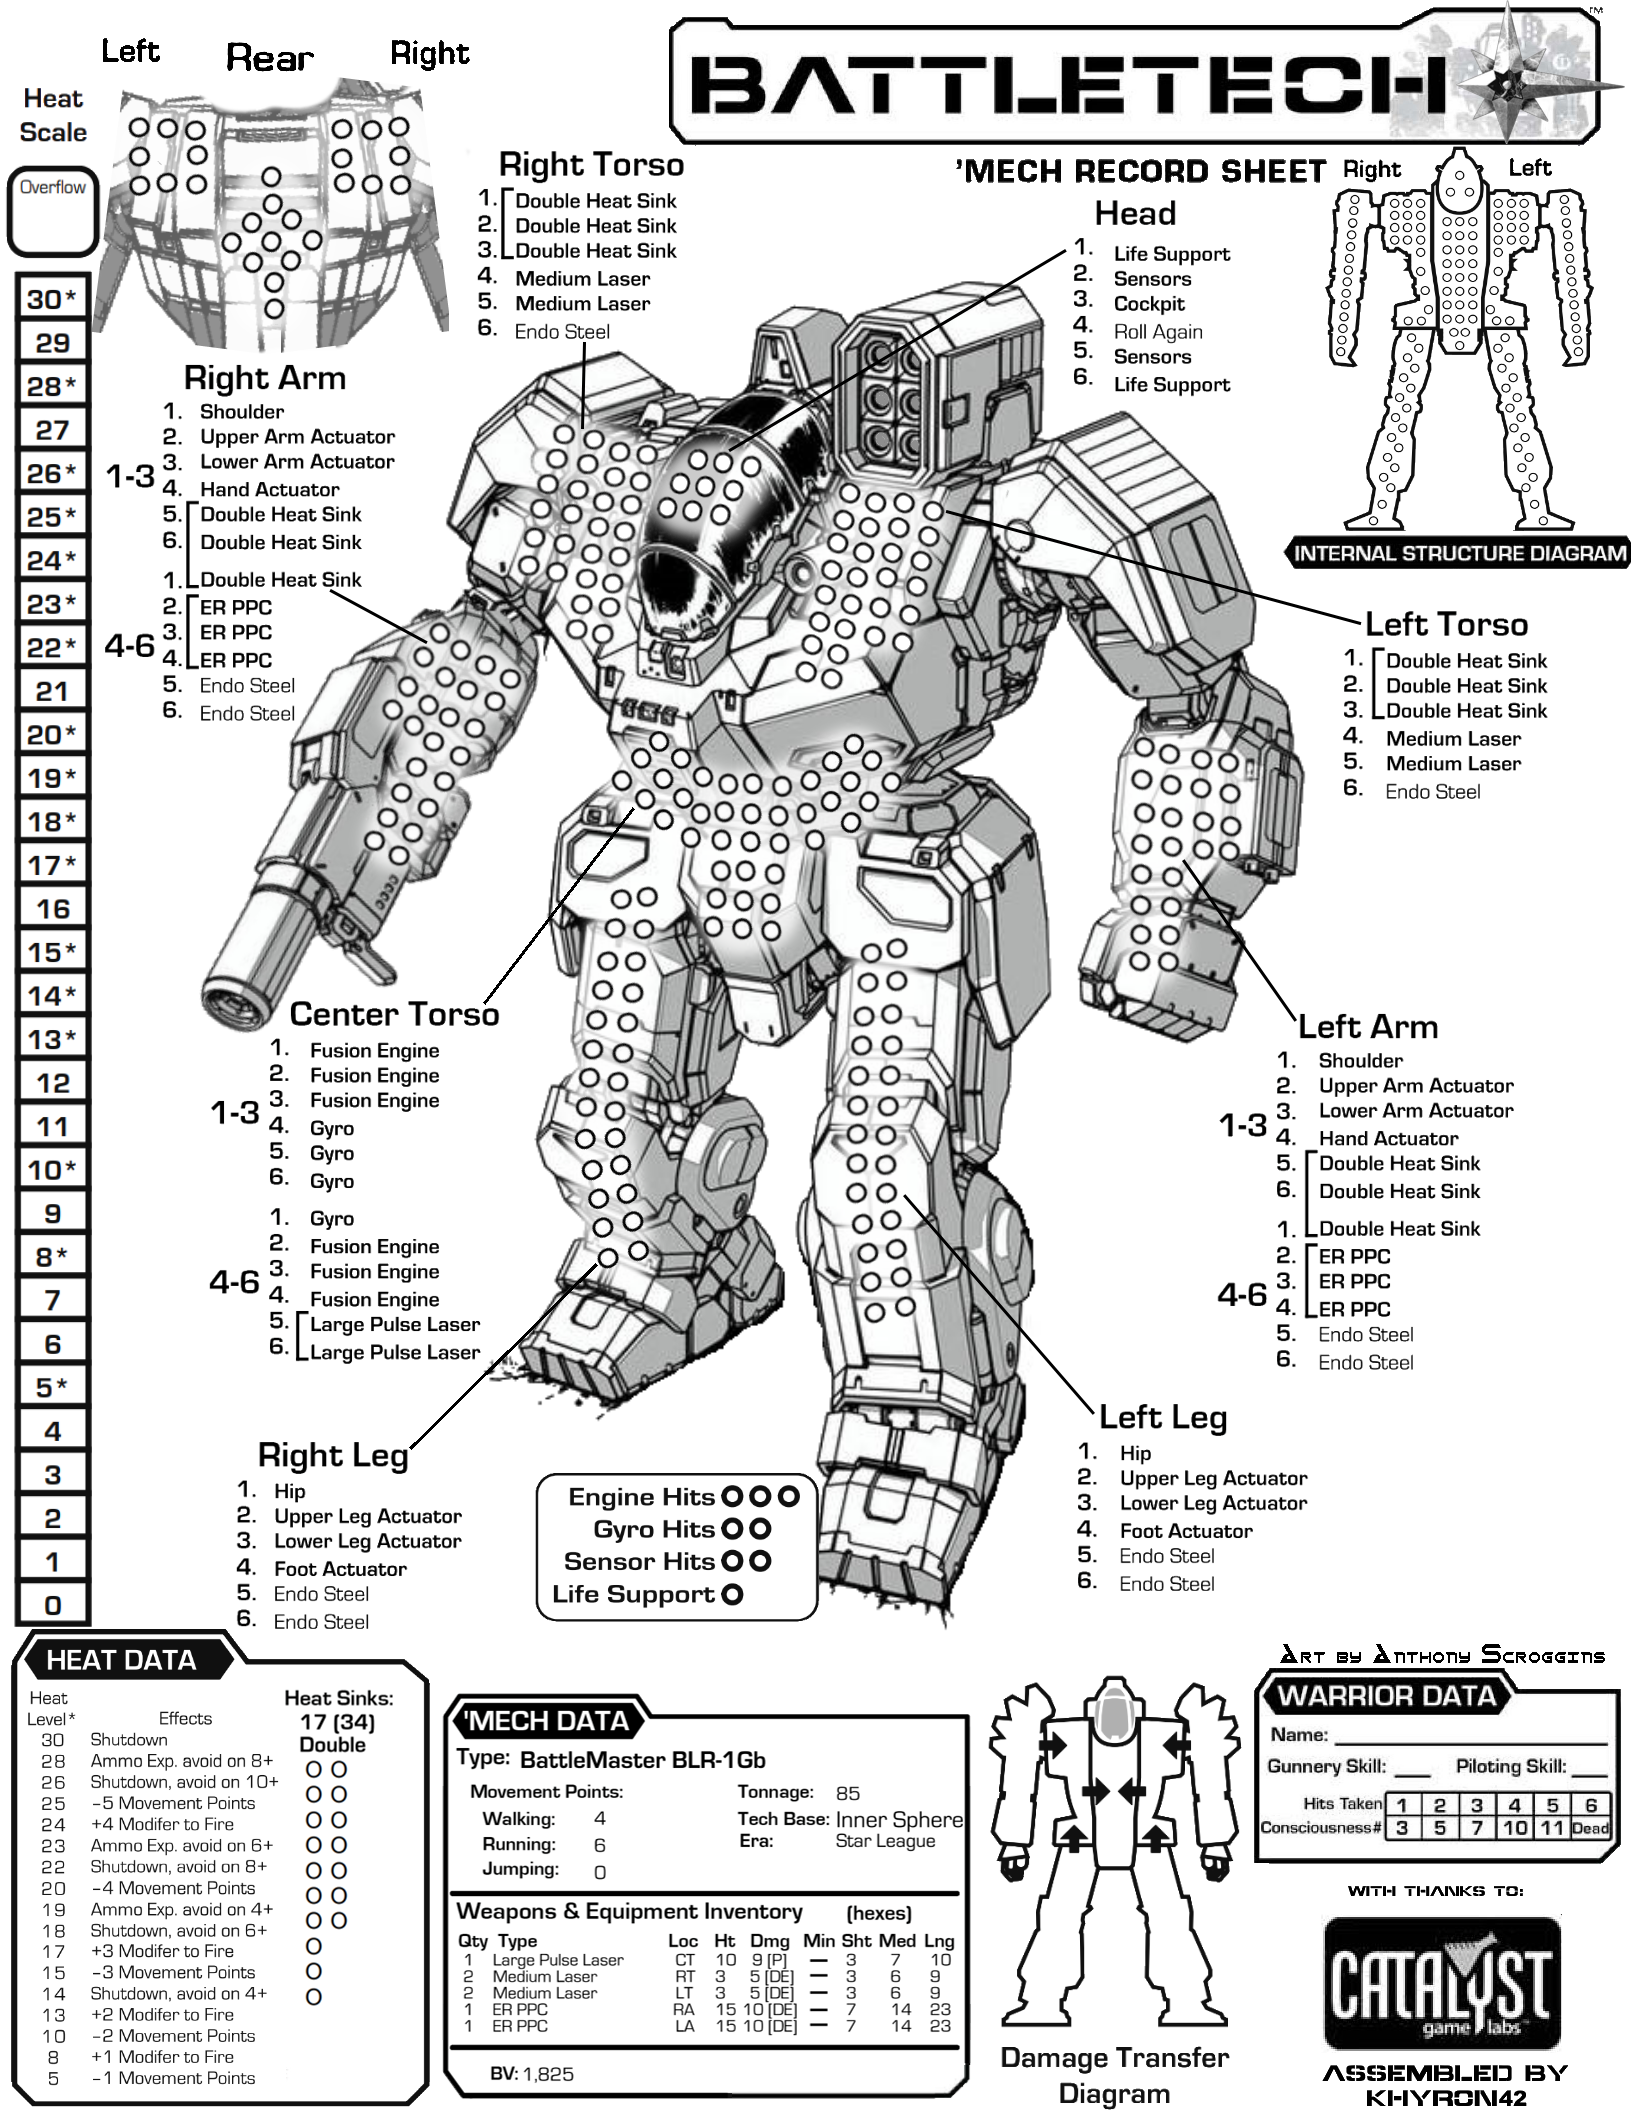 Left Rear Right
BATTLETECH
TM
'MECH RECORD SHEET
Heat
Scale
Overflow
30*
29
28*
27
26*
25*
24*
23*
22*
21
20*
19*
18*
17*
16
15*
14*
13*
12
11
10*
9
8*
7
6
5*
4
3
2
1
0
Right Torso
1. Double Heat Sink
2. Double Heat Sink
3. Double Heat Sink
4. Medium Laser
5. Medium Laser
6. Endo Steel
Head
1. Life Support
2. Sensors
3. Cockpit
4. Roll Again
5. Sensors
6. Life Support
Right Left
INTERNAL STRUCTURE DIAGRAM
Right Arm
1-3
1. Shoulder
2. Upper Arm Actuator
3. Lower Arm Actuator
4. Hand Actuator
5. Double Heat Sink
6. Double Heat Sink
4-6
1. Double Heat Sink
2. ER PPC
3. ER PPC
4. ER PPC
5. Endo Steel
6. Endo Steel
Left Torso
1. Double Heat Sink
2. Double Heat Sink
3. Double Heat Sink
4. Medium Laser
5. Medium Laser
6. Endo Steel
Center Torso
1-3
1. Fusion Engine
2. Fusion Engine
3. Fusion Engine
4. Gyro
5. Gyro
6. Gyro
4-6
1. Gyro
2. Fusion Engine
3. Fusion Engine
4. Fusion Engine
5. Large Pulse Laser
6. Large Pulse Laser
Left Arm
1-3
1. Shoulder
2. Upper Arm Actuator
3. Lower Arm Actuator
4. Hand Actuator
5. Double Heat Sink
6. Double Heat Sink
4-6
1. Double Heat Sink
2. ER PPC
3. ER PPC
4. ER PPC
5. Endo Steel
6. Endo Steel
Right Leg
1. Hip
2. Upper Leg Actuator
3. Lower Leg Actuator
4. Foot Actuator
5. Endo Steel
6. Endo Steel
Left Leg
1. Hip
2. Upper Leg Actuator
3. Lower Leg Actuator
4. Foot Actuator
5. Endo Steel
6. Endo Steel
Engine Hits
Gyro Hits
Sensor Hits
Life Support
HEAT DATA
Heat
Level* Effects
Heat Sinks:
17 (34)
Double
30 Shutdown
28 Ammo Exp. avoid on 8+
26 Shutdown, avoid on 10+
25 -5 Movement Points
24 +4 Modifer to Fire
23 Ammo Exp. avoid on 6+
22 Shutdown, avoid on 8+
20 -4 Movement Points
19 Ammo Exp. avoid on 4+
18 Shutdown, avoid on 6+
17 +3 Modifer to Fire
15 -3 Movement Points
14 Shutdown, avoid on 4+
13 +2 Modifer to Fire
10 -2 Movement Points
8 +1 Modifer to Fire
5 -1 Movement Points
'MECH DATA
Type: BattleMaster BLR-1Gb
Movement Points: Tonnage: 85
Walking: 4 Tech Base: Inner Sphere
Running: 6 Era: Star League
Jumping: 0
Weapons & Equipment Inventory (hexes)
Qty Type Loc Ht Dmg Min Sht Med Lng
1 Large Pulse Laser CT 10 9 [P] — 3 7 10
2 Medium Laser RT 3 5 [DE] — 3 6 9
2 Medium Laser LT 3 5 [DE] — 3 6 9
1 ER PPC RA 15 10 [DE] — 7 14 23
1 ER PPC LA 15 10 [DE] — 7 14 23
BV: 1,825
Damage Transfer
Diagram
Art by Anthony Scroggins
WARRIOR DATA
Name:
Gunnery Skill: Piloting Skill:
Hits Taken 1 2 3 4 5 6
Consciousness# 3 5 7 10 11 Dead
WITH THANKS TO:
CATALYST
game labs
ASSEMBLED BY
KHYRON42